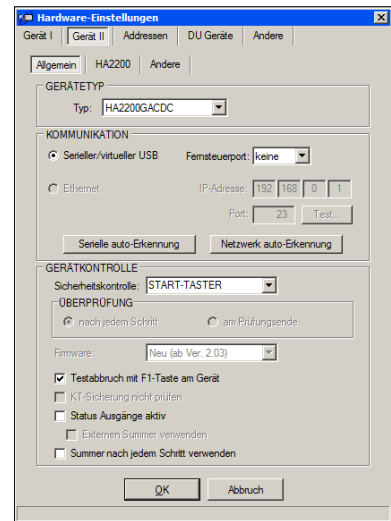 Hardware-Einstellungen
Gerät I Gerät II Addressen DU Geräte Andere
Allgemein HA2200 Andere
GERÄTETYP
Typ: HA2200GACDC
KOMMUNIKATION
Serieller/virtueller USB Fernsteuerport: keine
Ethernet IP-Adresse: 192 168 0 1
Port: 23 Test...
Serielle auto-Erkennung Netzwerk auto-Erkennung
GERÄTKONTROLLE
Sicherheitskontrolle: START-TASTER
ÜBERPRÜFUNG
nach jedem Schritt am Prüfungsende
Firmware: Neu (ab Ver. 2.03)
Testabbruch mit F1-Taste am Gerät
KT-Sicherung nicht prüfen
Status Ausgänge aktiv
Externen Summer verwenden
Summer nach jedem Schritt verwenden
OK Abbruch